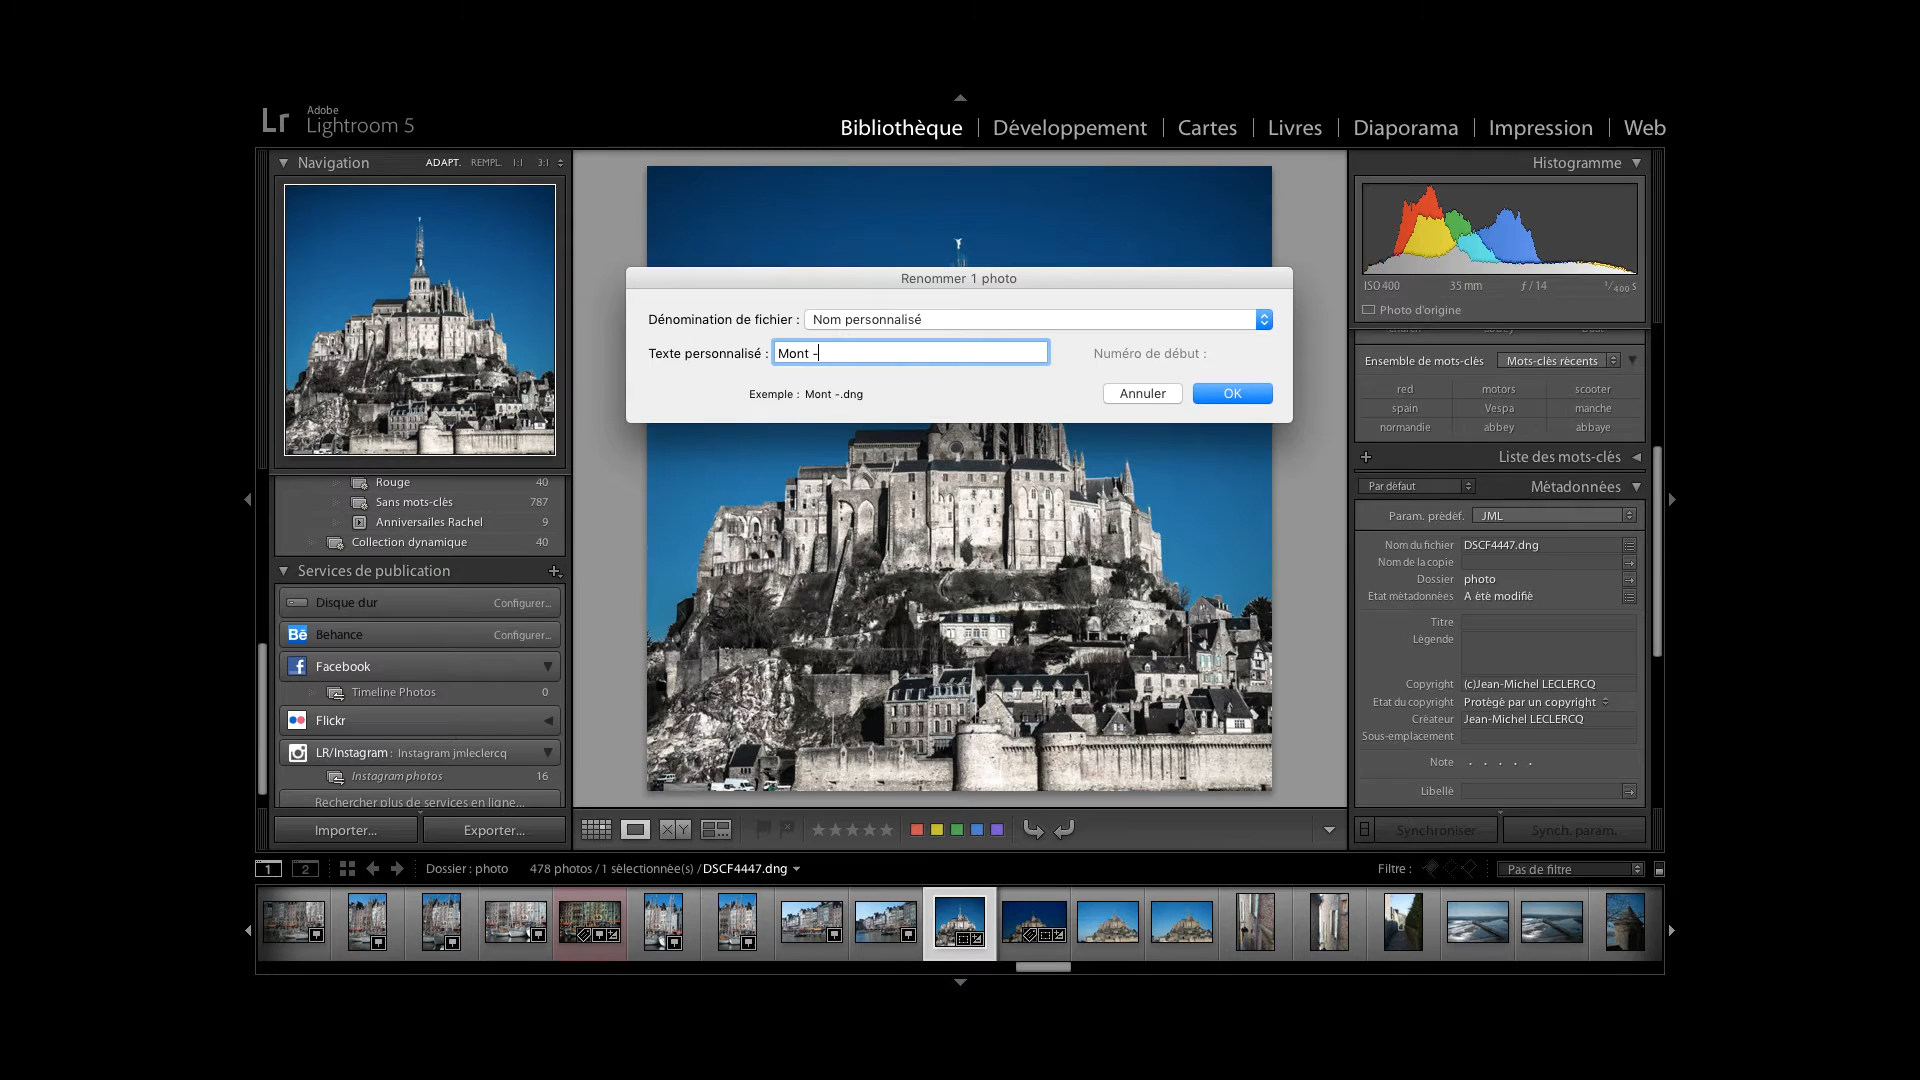 Lr Adobe
Lightroom 5
Bibliothèque | Développement | Cartes | Livres | Diaporama | Impression | Web
Navigation ADAPT. REMPL. 1:1 3:1
Histogramme
ISO 400 35 mm ƒ / 14 1/400 s
Photo d'origine
Renommer 1 photo
Dénomination de fichier : Nom personnalisé
Texte personnalisé : Mont -
Numéro de début :
Exemple : Mont -.dng
Annuler OK
Ensemble de mots-clés Mots-clés récents
red motors scooter
spain Vespa manche
normandie abbey abbaye
Liste des mots-clés
Par défaut Métadonnées
Param. prédéf. JML
Nom du fichier DSCF4447.dng
Nom de la copie
Dossier photo
Etat métadonnées A été modifié
Titre
Légende
Copyright (c)Jean-Michel LECLERCQ
Etat du copyright Protégé par un copyright
Créateur Jean-Michel LECLERCQ
Sous-emplacement
Note
Libellé
Synchroniser Synch. param.
Rouge 40
Sans mots-clés 787
Anniversailes Rachel 9
Collection dynamique 40
Services de publication
Disque dur Configurer...
Bē Behance Configurer...
f Facebook
Timeline Photos 0
Flickr
LR/Instagram : Instagram jmleclercq
Instagram photos 16
Rechercher plus de services en ligne...
Importer... Exporter...
XY
1 2 Dossier : photo 478 photos / 1 sélectionnée(s) / DSCF4447.dng
Filtre : Pas de filtre